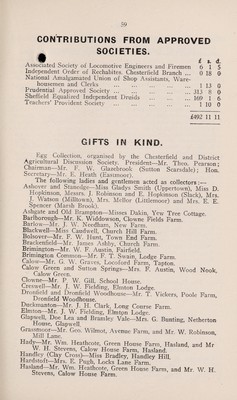 59
CONTRIBUTIONS FROM APPROVED
SOCIETIES.
£ s. d.
Associated Society of Locomotive Engineers and Firemen 6 1 5
Independent Order of Rechabites. Chesterfield Branch ... 0 18 0
National Amalgamated Union of Shop Assistants, Ware-
housemen and Clerks ... 1 13 0
Prudential Approved Society ... 313 8 0
Sheffield Equalized Independent Druids ... 169 1 6
Teachers' Provident Society ... 1 10 0
£492 11 11
GIFTS IN KIND.
Egg Collection, organised by the Chesterfield and District
Agricultural Discussion Society. President—Mr. Thos. Pearson;
Chairman—Mr. F. W. Glazebrook (Sutton Scarsdale); Hon.
Secretary—Mr. E. Heath (Earsmoor).
The following ladies and gentlemen acted as collectors:—
Ashover and Stonedge—Miss Gladys Smith (Uppertown), Miss D.
Hopkinson, Messrs. J. Robinson and E. Hopkinson (Slack), Mrs.
J. Watson (Milltown), Mrs. Mellor (Littlemoor) and Mrs. E. E.
Spencer (Marsh Brook).
Ashgate and Old Brampton—Misses Dakin, Yew Tree Cottage.
Barlborough—Mr. K. Widdowson, Clowne Fields Farm.
Barlow—Mr. J. W. Needham, New Farm.
Blackwell—Miss Cauldwell, Church Hill Farm.
Bolsover—Mr. F. W. Hunt, Town End Farm.
Brackenfield—Mr. James Ashby, Church Farm.
Brimington—Mr. W. F. Austin, Fairfield.
Brimington Common—Mr. F. T. Swain, Lodge Farm.
Calow—Mr. G. W. Graves, Locoford Farm, Tapton.
Calow Green and Sutton Springs—Mrs. F. Austin, Wood Nook,
Calow Green.
Clowne—Mr. P. W. Gill, School House.
Creswell—Mr. J. W. Fielding, Elmton Lodge.
Dronfield and Dronfield Woodhouse—Mr. T. Vickers, Poole Farm,
Dronfield Woodhouse.
Duckmanton—Mr. J. H. Clark, Long Course Farm.
Elmton—Mr. J. W. Fielding, Elmton Lodge.
Glapwell, Doe Lea and Bramley Vale—Mrs. G. Bunting, Netherton
House, Glapwell.
Grassmoor—Mr. Geo. Wilmot, Avenue Farm, and Mr. W. Robinson,
Mill Lane.
Hady—Mr. Wm. Heathcote, Green House Farm, Hasland, and Mr
W. H. Stevens, Calow House Farm, Hasland.
Handley (Clay Cross)—Miss Bradley, Handley Hill.
Hardstoft—Mrs. E. Pugh, Locks Lane Farm.
Hasland—Mr. Wm. Heathcote, Green House Farm, and Mr. W. H.
Stevens, Calow House Farm.